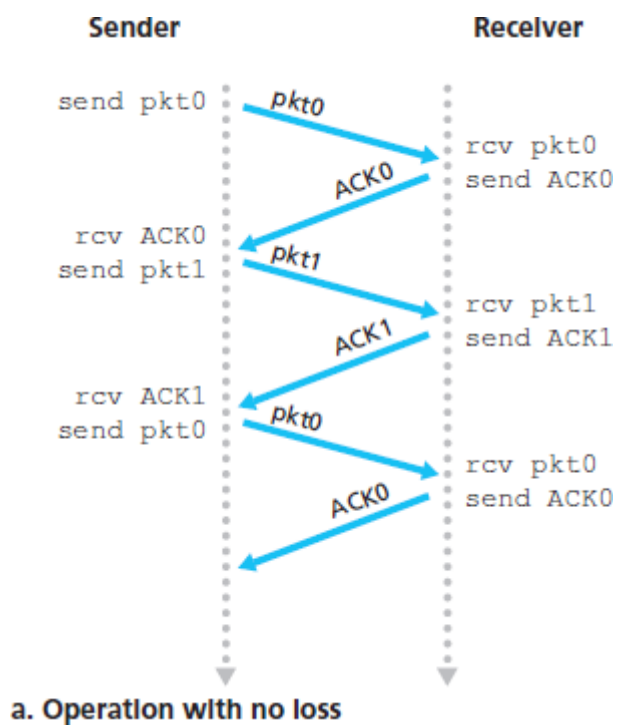 Sender
Receiver
send pkt0
pkt0
rcv pkt0
send ACK0
ACK0
rcv ACK0
send pkt1
pkt1
rcv pkt1
send ACK1
ACK1
rcv ACK1
send pkt0
pkt0
rcv pkt0
send ACK0
ACK0
a. Operation with no loss